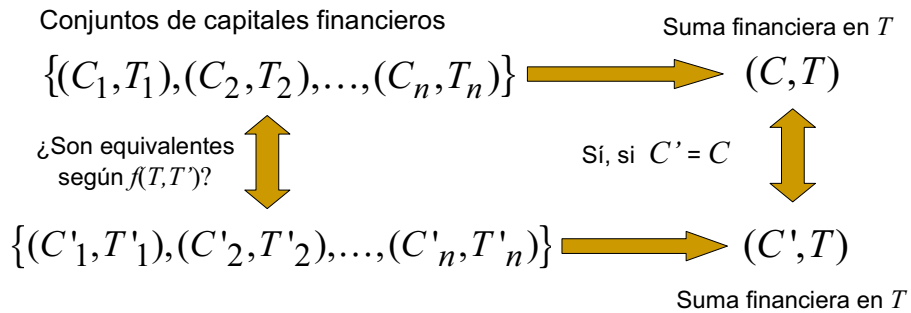 Conjuntos de capitales financieros
Suma financiera en T
{(C₁,T₁),(C₂,T₂),...,(Cₙ,Tₙ)}
(C,T)
¿Son equivalentes
según f(T,T’)?
Sí, si C’ = C
{(C'₁,T'₁),(C'₂,T'₂),...,(C'ₙ,T'ₙ)}
(C',T)
Suma financiera en T